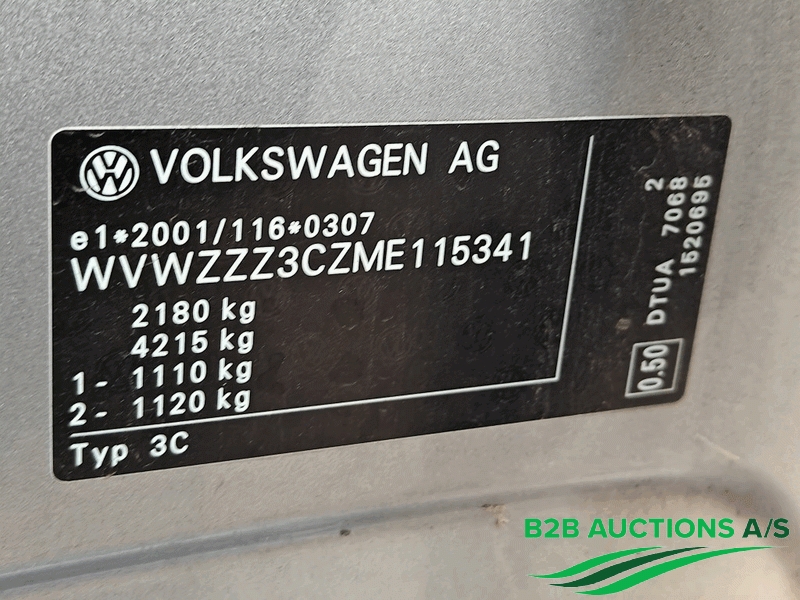 VOLKSWAGEN AG
e1*2001/116*0307
WVWZZZ3CZME115341
2180 kg
4215 kg
1- 1110 kg
2- 1120 kg
Typ 3C
0.50
DTUA 7068 2
1520695
B2B AUCTIONS A/S